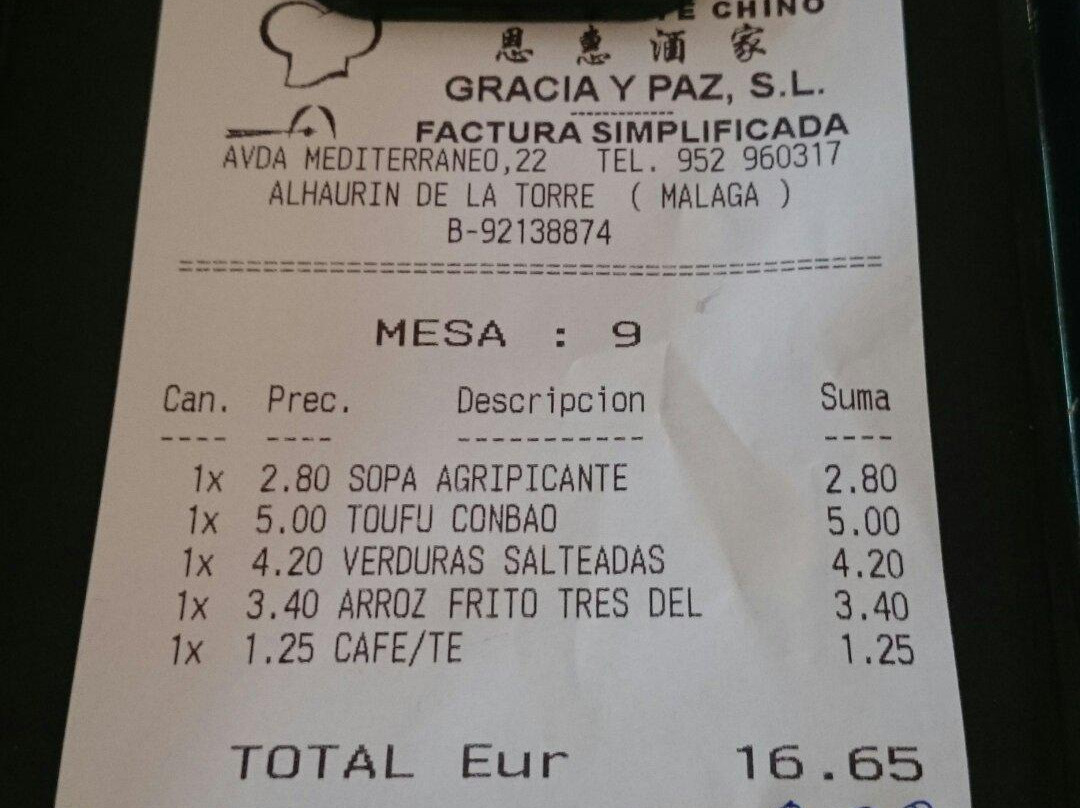 CHINO
恩惠酒家
GRACIA Y PAZ, S.L.
------------
FACTURA SIMPLIFICADA
AVDA MEDITERRANEO,22 TEL. 952 960317
ALHAURIN DE LA TORRE ( MALAGA )
B-92138874
================================================
MESA : 9
Can. Prec. Descripcion Suma
---- ---- ----------- ----
1x 2.80 SOPA AGRIPICANTE 2.80
1x 5.00 TOUFU CONBAO 5.00
1x 4.20 VERDURAS SALTEADAS 4.20
1x 3.40 ARROZ FRITO TRES DEL 3.40
1x 1.25 CAFE/TE 1.25
TOTAL Eur 16.65